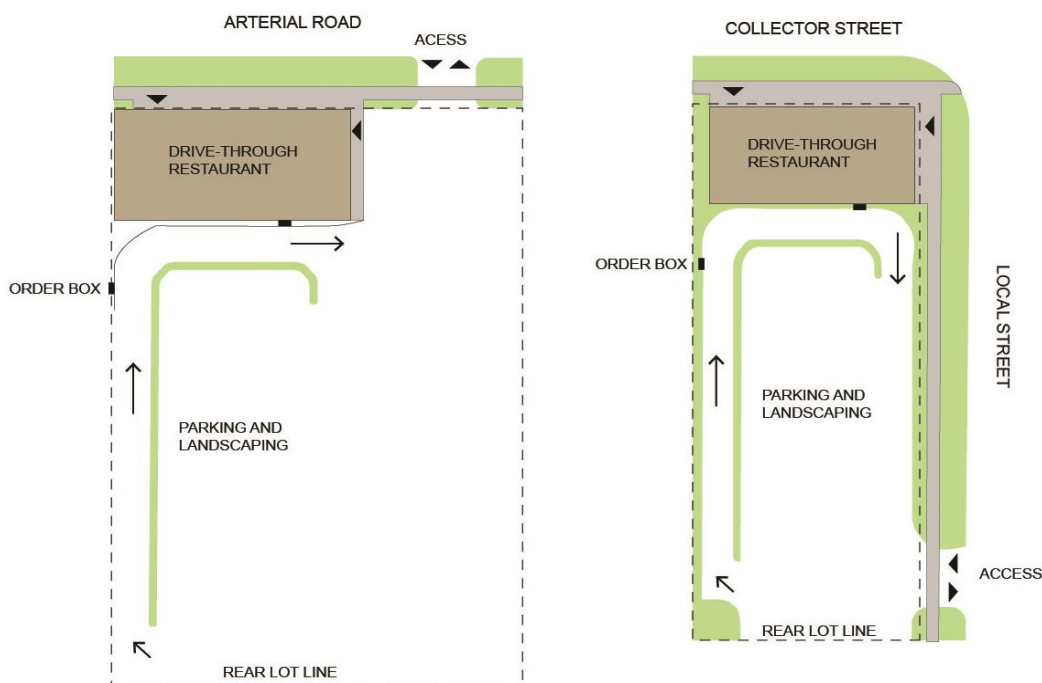 ARTERIAL ROAD
ACESS
DRIVE-THROUGH
RESTAURANT
ORDER BOX
PARKING AND
LANDSCAPING
REAR LOT LINE
COLLECTOR STREET
DRIVE-THROUGH
RESTAURANT
ORDER BOX
LOCAL STREET
PARKING AND
LANDSCAPING
ACCESS
REAR LOT LINE